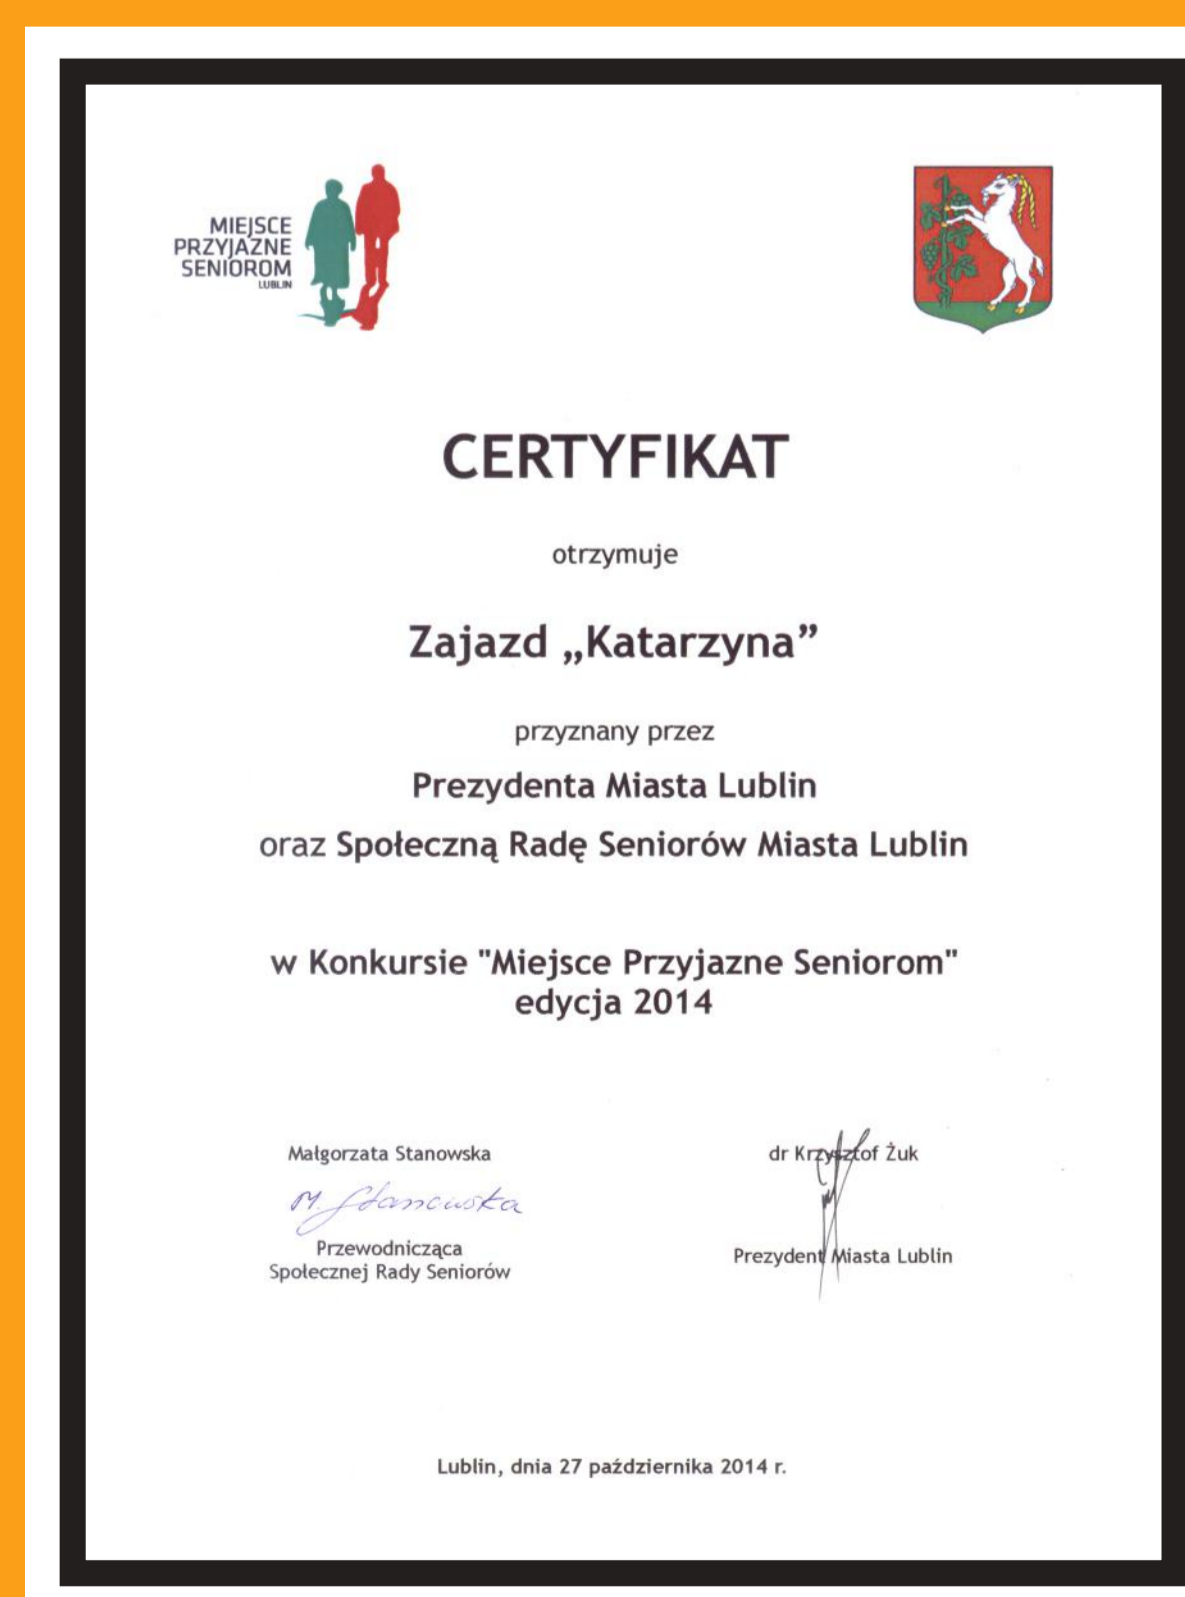 MIEJSCE
PRZYJAZNE
SENIOROM
LUBLIN
CERTYFIKAT
otrzymuje
Zajazd „Katarzyna”
przyznany przez
Prezydenta Miasta Lublin
oraz Społeczną Radę Seniorów Miasta Lublin
w Konkursie "Miejsce Przyjazne Seniorom"
edycja 2014
Małgorzata Stanowska
M. Stanowska
Przewodnicząca
Społecznej Rady Seniorów
dr Krzysztof Żuk
Prezydent Miasta Lublin
Lublin, dnia 27 października 2014 r.